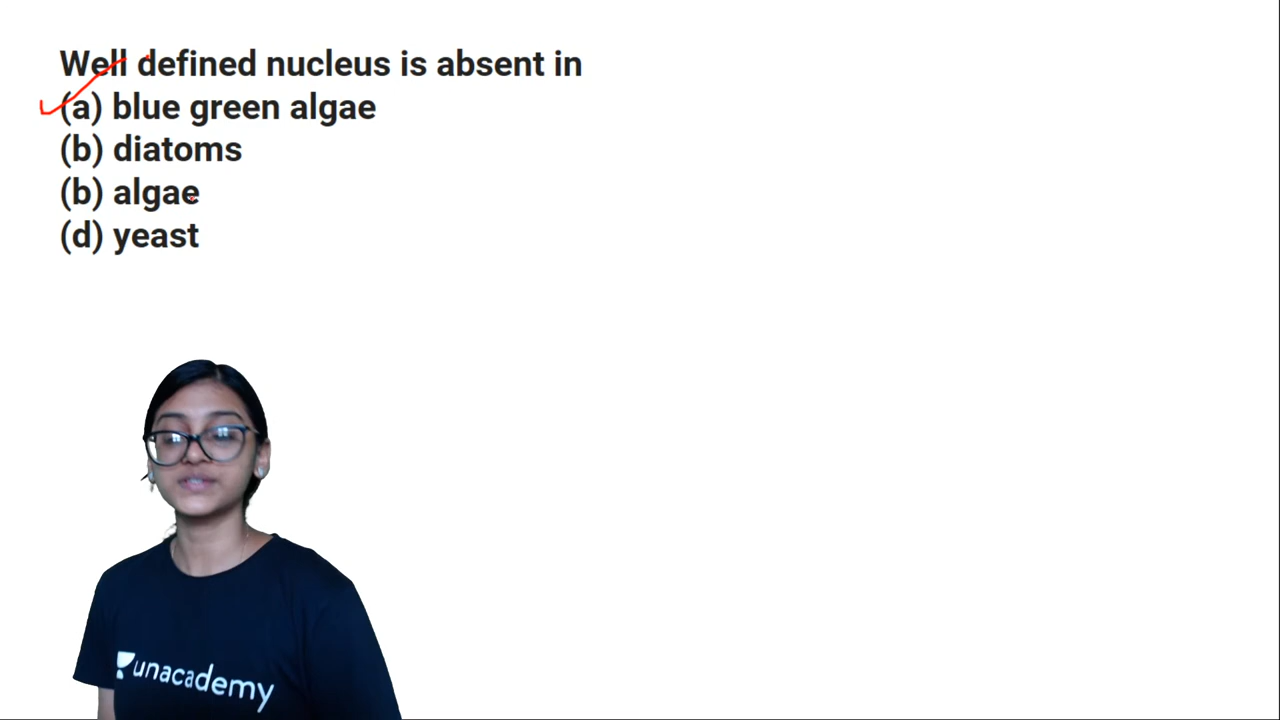 Well defined nucleus is absent in
(a) blue green algae
(b) diatoms
(b) algae
(d) yeast
unacademy